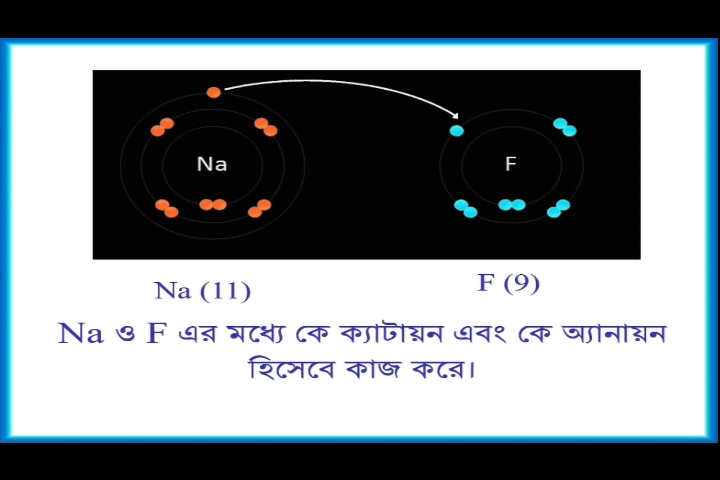 Na
F
Na (11)
F (9)
Na ও F এর মধ্যে কে ক্যাটায়ন এবং কে অ্যানায়ন
হিসেবে কাজ করে।